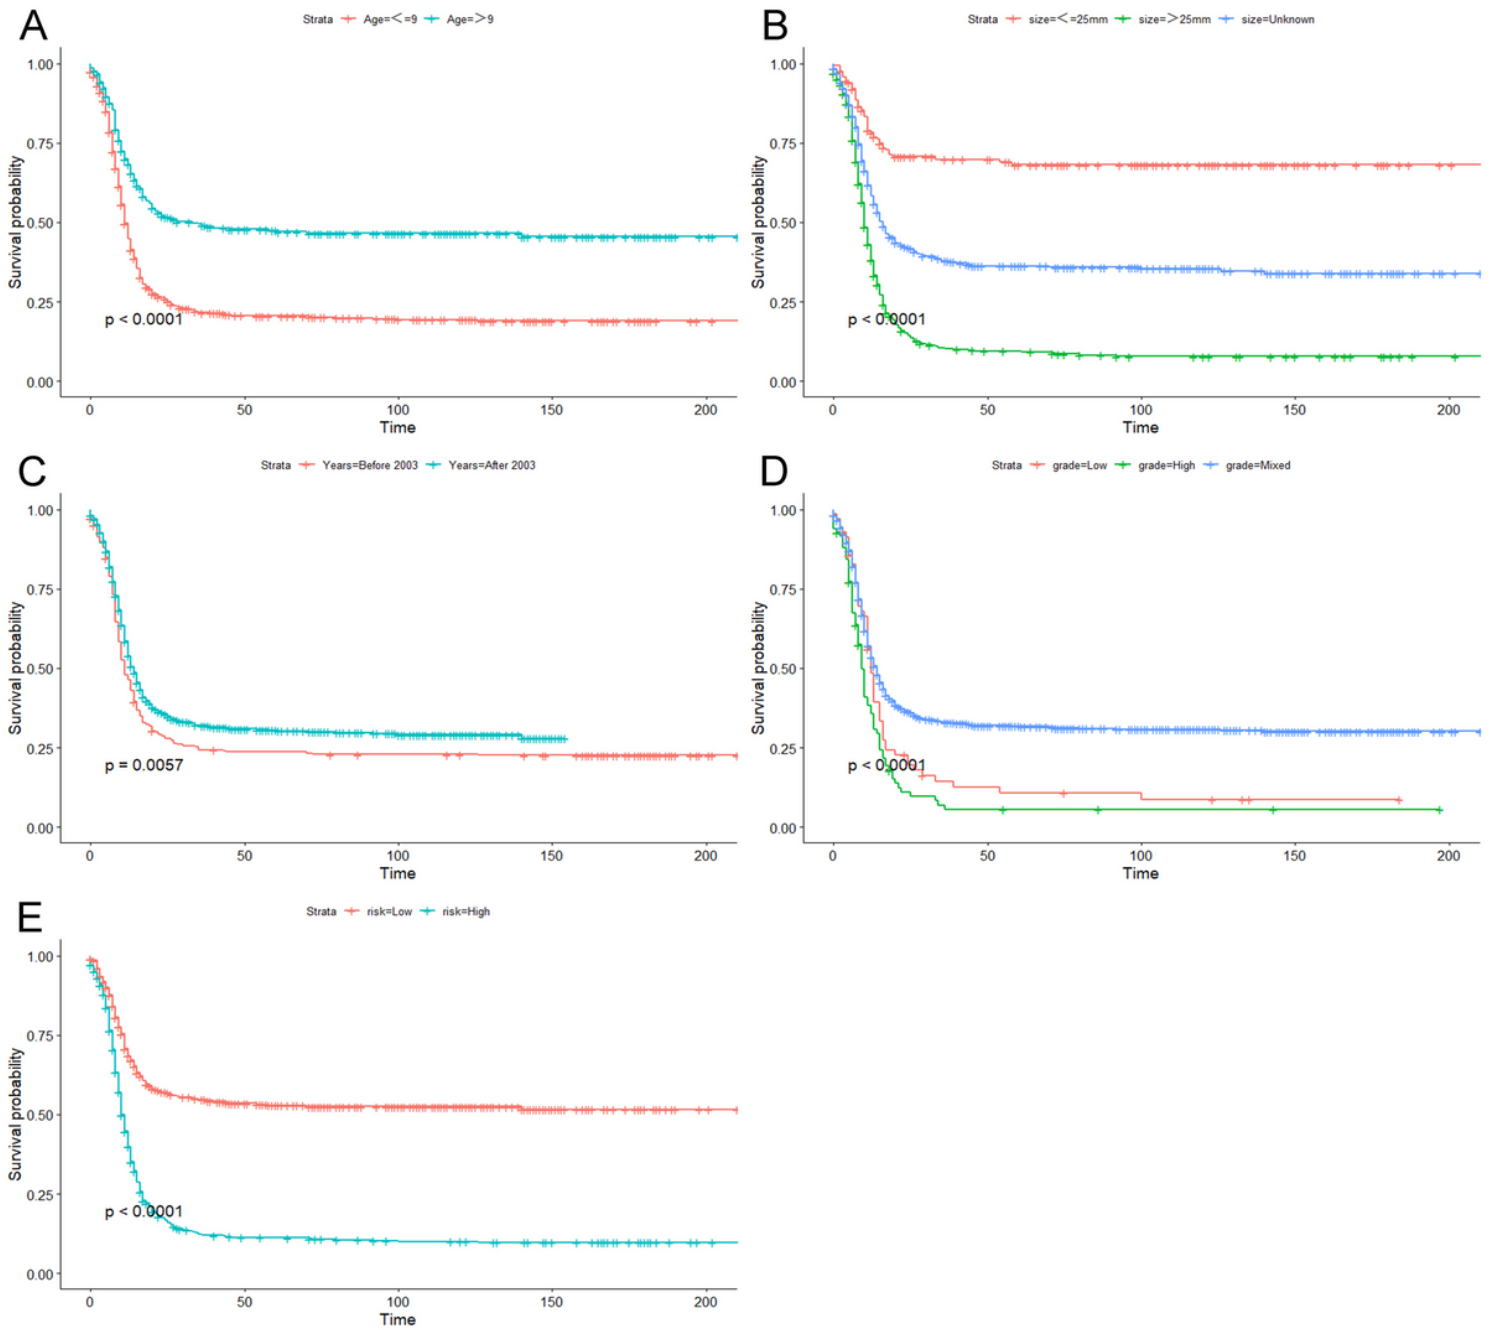 A
Strata Age=<=9 Age=>9
Survival probability
1.00
0.75
0.50
0.25
0.00
p < 0.0001
0 50 100 150 200
Time
B
Strata size=<=25mm size=>25mm size=Unknown
Survival probability
1.00
0.75
0.50
0.25
0.00
p < 0.0001
0 50 100 150 200
Time
C
Strata Years=Before 2003 Years=After 2003
Survival probability
1.00
0.75
0.50
0.25
0.00
p = 0.0057
0 50 100 150 200
Time
D
Strata grade=Low grade=High grade=Mixed
Survival probability
1.00
0.75
0.50
0.25
0.00
p < 0.0001
0 50 100 150 200
Time
E
Strata risk=Low risk=High
Survival probability
1.00
0.75
0.50
0.25
0.00
p < 0.0001
0 50 100 150 200
Time